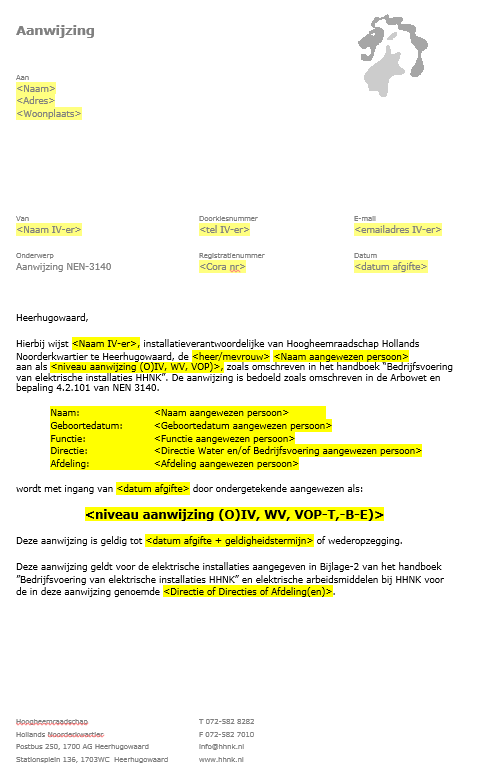 Aanwijzing
Aan
<Naam>
<Adres>
<Woonplaats>
Van Doorkiesnummer E-mail
<Naam IV-er> <tel IV-er> <emailadres IV-er>
Onderwerp Registratienummer Datum
Aanwijzing NEN-3140 <Cora nr> <datum afgifte>
Heerhugowaard,
Hierbij wijst <Naam IV-er>, installatieverantwoordelijke van Hoogheemraadschap Hollands
Noorderkwartier te Heerhugowaard, de <heer/mevrouw> <Naam aangewezen persoon>
aan als <niveau aanwijzing (O)IV, WV, VOP)>, zoals omschreven in het handboek "Bedrijfsvoering
van elektrische installaties HHNK". De aanwijzing is bedoeld zoals omschreven in de Arbowet en
bepaling 4.2.101 van NEN 3140.
Naam: <Naam aangewezen persoon>
Geboortedatum: <Geboortedatum aangewezen persoon>
Functie: <Functie aangewezen persoon>
Directie: <Directie Water en/of Bedrijfsvoering aangewezen persoon>
Afdeling: <Afdeling aangewezen persoon>
wordt met ingang van <datum afgifte> door ondergetekende aangewezen als:
<niveau aanwijzing (O)IV, WV, VOP-T,-B-E)>
Deze aanwijzing is geldig tot <datum afgifte + geldigheidstermijn> of wederopzegging.
Deze aanwijzing geldt voor de elektrische installaties aangegeven in Bijlage-2 van het handboek
"Bedrijfsvoering van elektrische installaties HHNK" en elektrische arbeidsmiddelen bij HHNK voor
de in deze aanwijzing genoemde <Directie of Directies of Afdeling(en)>.
Hoogheemraadschap T 072-582 8282
Hollands Noorderkwartier F 072-582 7010
Postbus 250, 1700 AG Heerhugowaard info@hhnk.nl
Stationsplein 136, 1703WC Heerhugowaard www.hhnk.nl